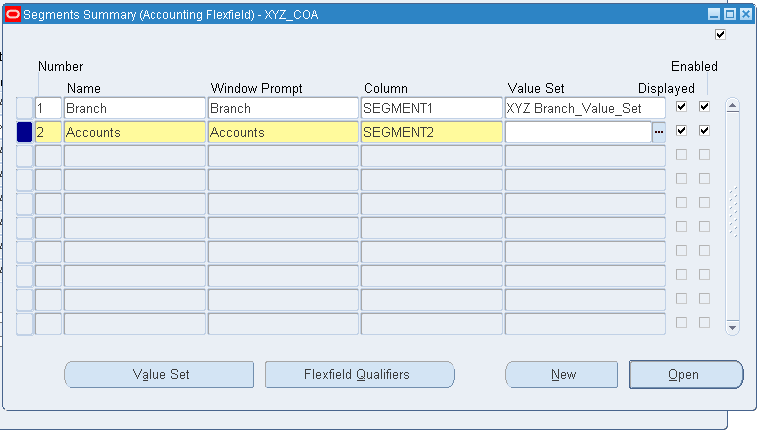 Segments Summary (Accounting Flexfield) - XYZ_COA
Number
Enabled
Name Window Prompt Column Value Set Displayed
1 Branch Branch SEGMENT1 XYZ Branch_Value_Set
2 Accounts Accounts SEGMENT2 ...
Value Set Flexfield Qualifiers New Open